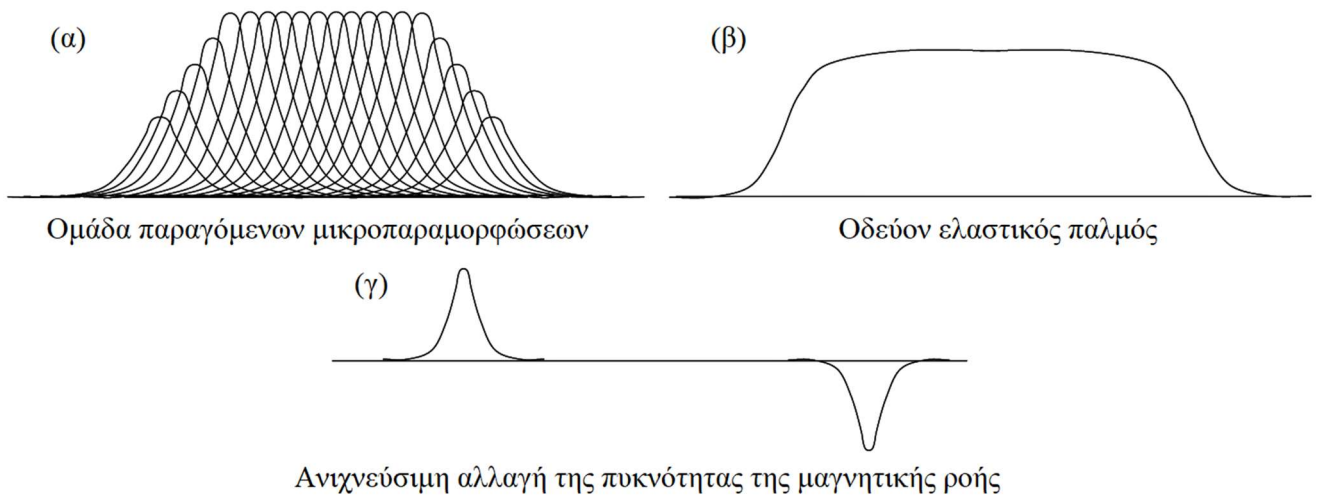 (α)
(β)
Ομάδα παραγόμενων μικροπαραμορφώσεων
Οδεύον ελαστικός παλμός
(γ)
Ανιχνεύσιμη αλλαγή της πυκνότητας της μαγνητικής ροής